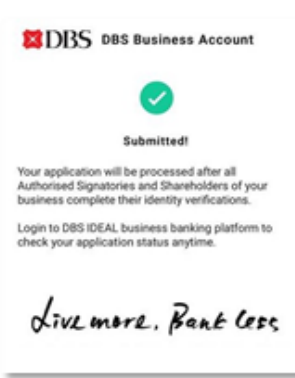 DBS DBS Business Account
Submitted!
Your application will be processed after all
Authorised Signatories and Shareholders of your
business complete their identity verifications.
Login to DBS IDEAL business banking platform to
check your application status anytime.
Live more, Bank less